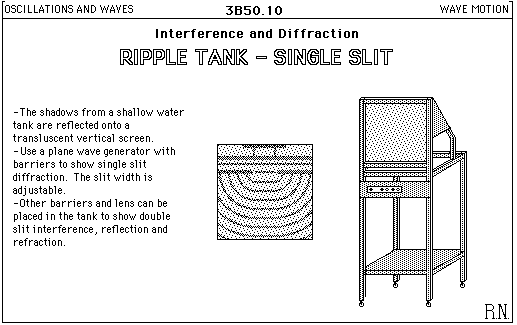 OSCILLATIONS AND WAVES 3B50.10 WAVE MOTION
Interference and Diffraction
RIPPLE TANK - SINGLE SLIT
-The shadows from a shallow water
tank are reflected onto a
translucent vertical screen.
-Use a plane wave generator with
barriers to show single slit
diffraction. The slit width is
adjustable.
-Other barriers and lens can be
placed in the tank to show double
slit interference, reflection and
refraction.
R.N.